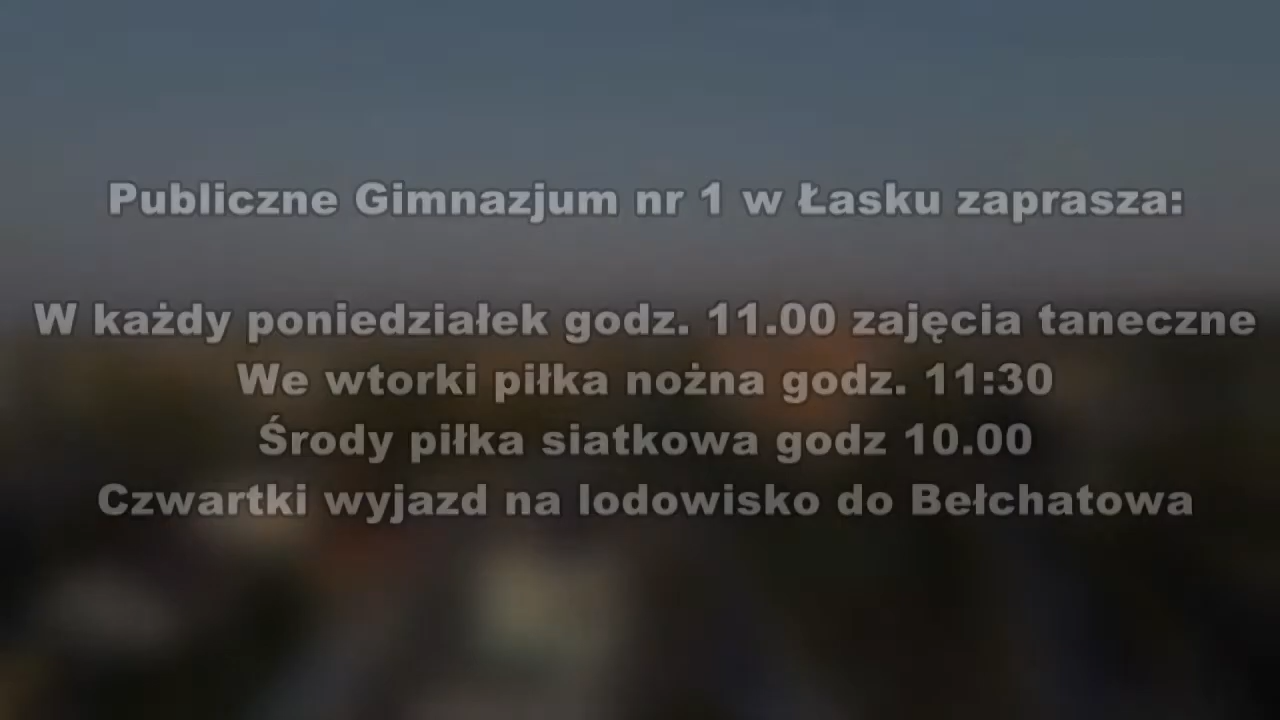 Publiczne Gimnazjum nr 1 w Łasku zaprasza:
W każdy poniedziałek godz. 11.00 zajęcia taneczne
We wtorki piłka nożna godz. 11:30
Środy piłka siatkowa godz 10.00
Czwartki wyjazd na lodowisko do Bełchatowa